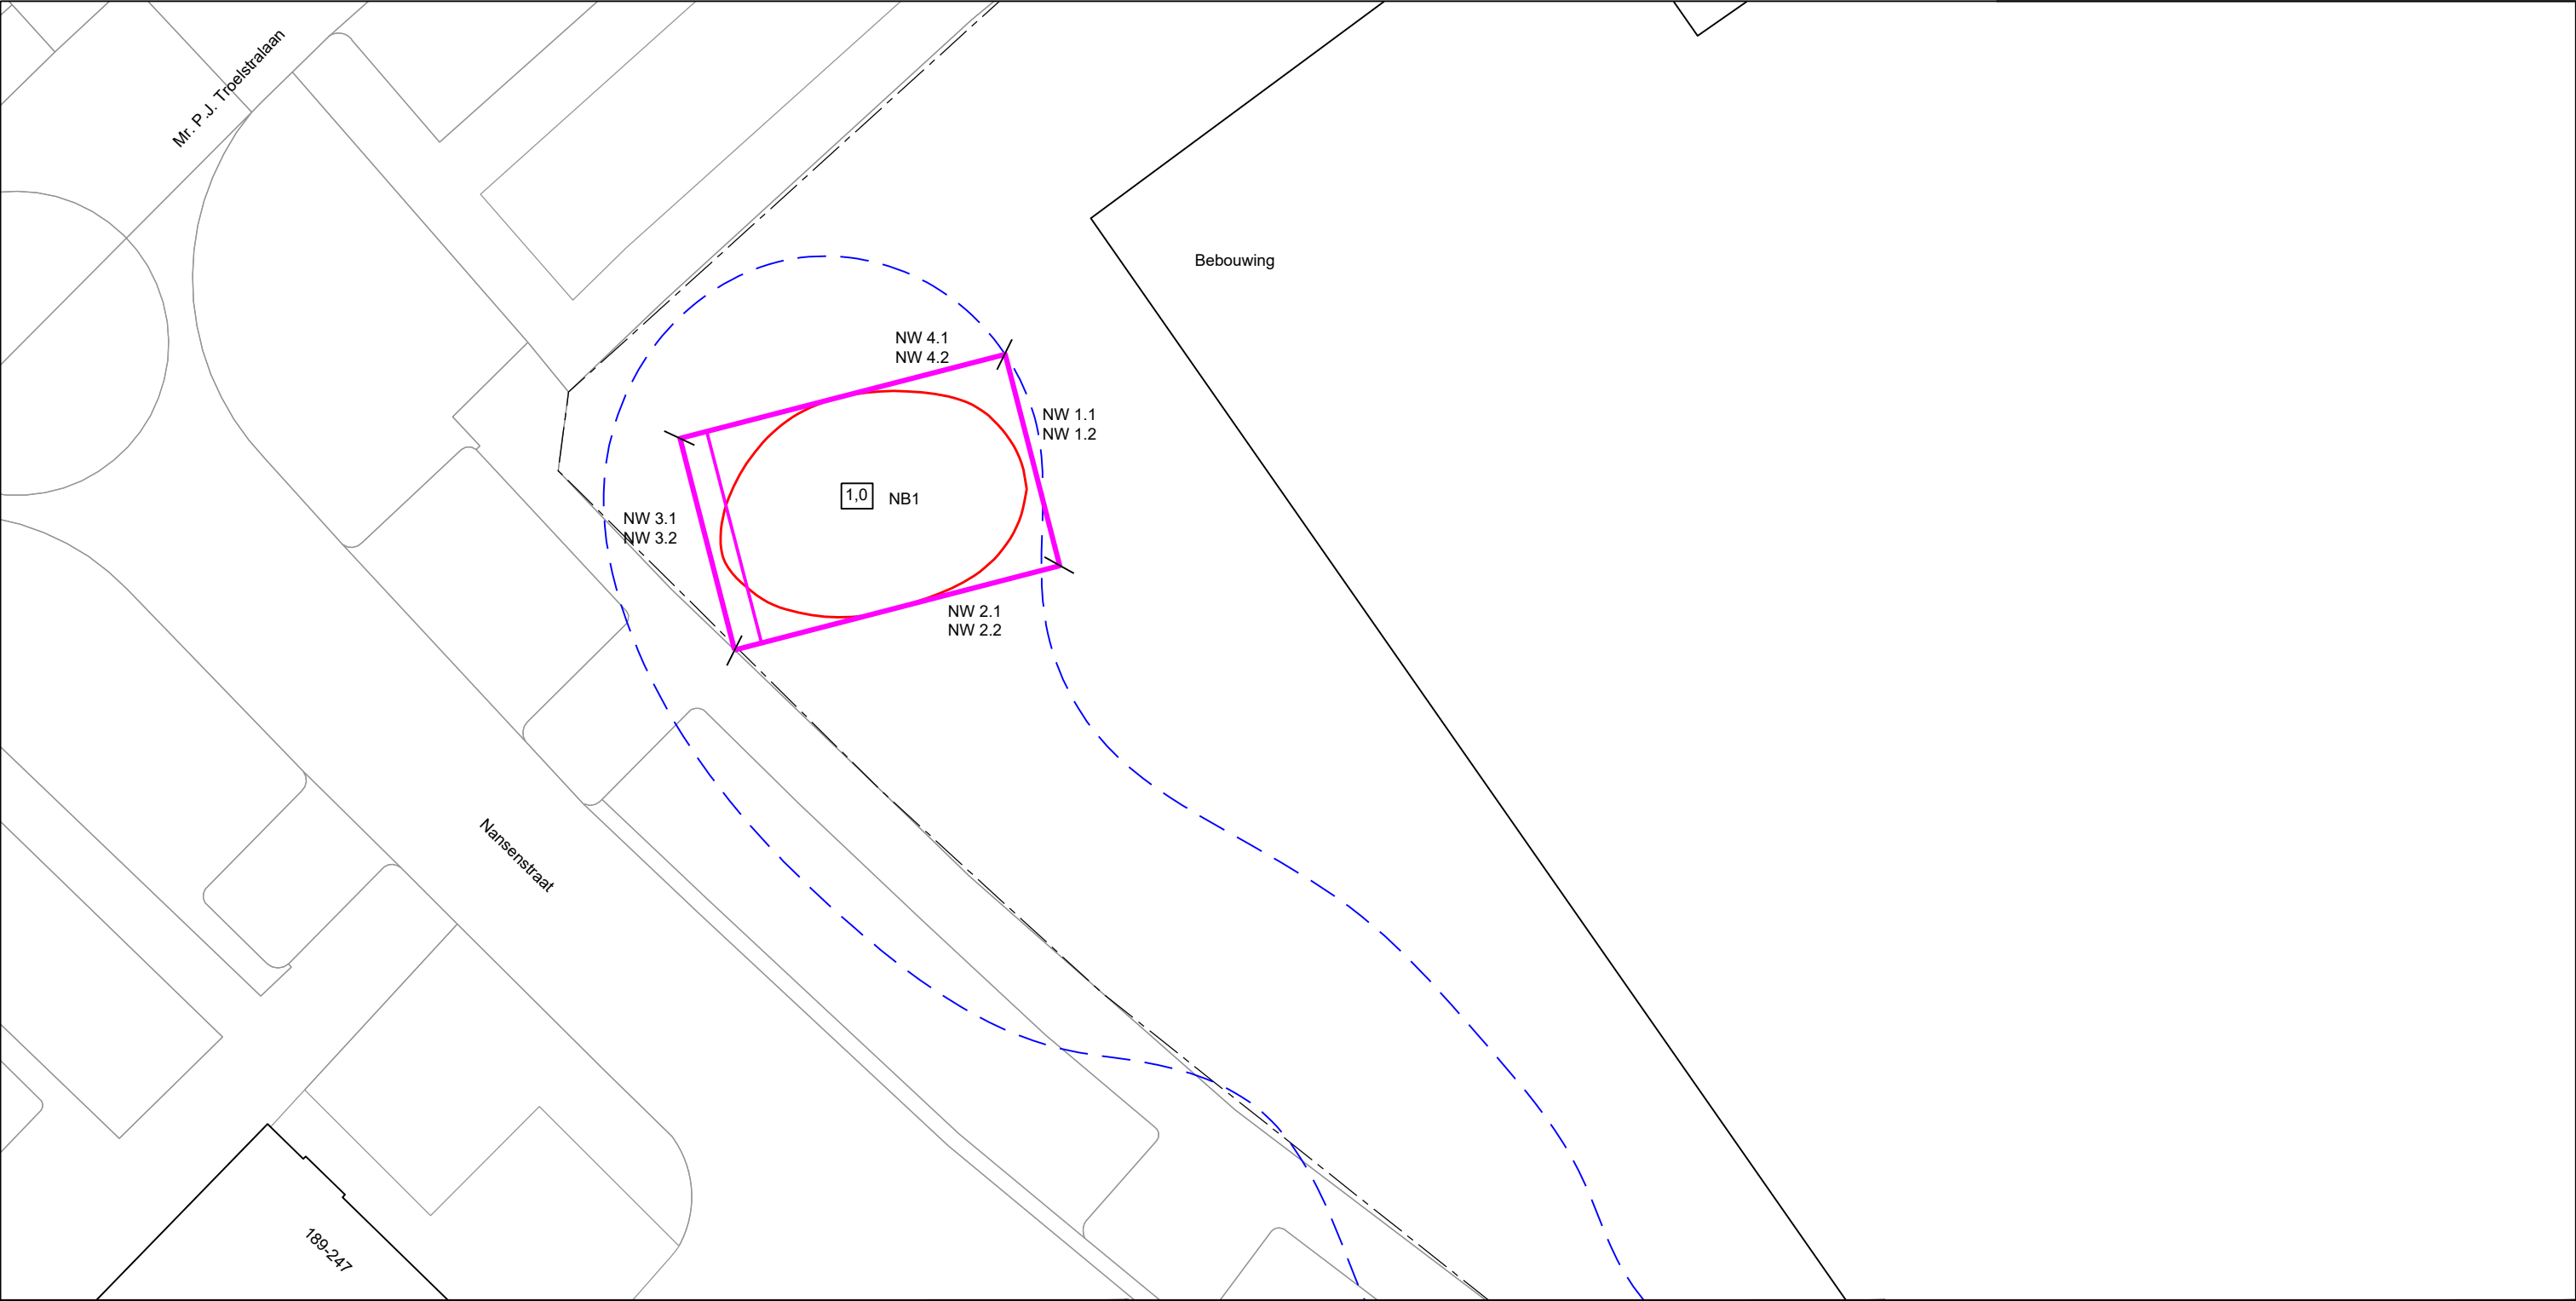 Mr. P.J. Troelstralaan
Bebouwing
NW 4.1
NW 4.2
NW 1.1
NW 1.2
1,0 NB1
NW 3.1
NW 3.2
NW 2.1
NW 2.2
Nansenstraat
189-247